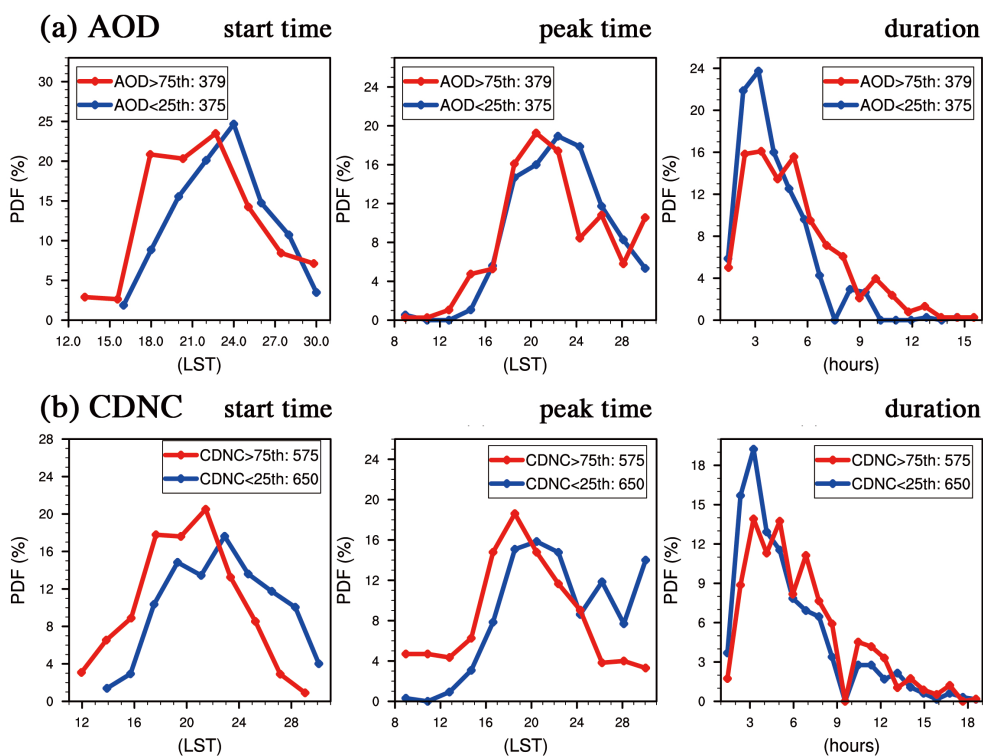 (a) AOD start time peak time duration
AOD>75th: 379
AOD<25th: 375
PDF (%)
33
30
25
20
15
10
5
0
12.0 15.0 18.0 21.0 24.0 27.0 30.0
(LST)
AOD>75th: 379
AOD<25th: 375
PDF (%)
24
20
16
12
8
4
0
8 12 16 20 24 28
(LST)
AOD>75th: 379
AOD<25th: 375
PDF (%)
24
20
16
12
8
4
0
3 6 9 12 15
(hours)
(b) CDNC start time peak time duration
CDNC>75th: 575
CDNC<25th: 650
PDF (%)
28
24
20
16
12
8
4
0
12 16 20 24 28
(LST)
CDNC>75th: 575
CDNC<25th: 650
PDF (%)
24
20
16
12
8
4
0
8 12 16 20 24 28
(LST)
CDNC>75th: 575
CDNC<25th: 650
PDF (%)
18
15
12
9
6
3
0
3 6 9 12 15 18
(hours)